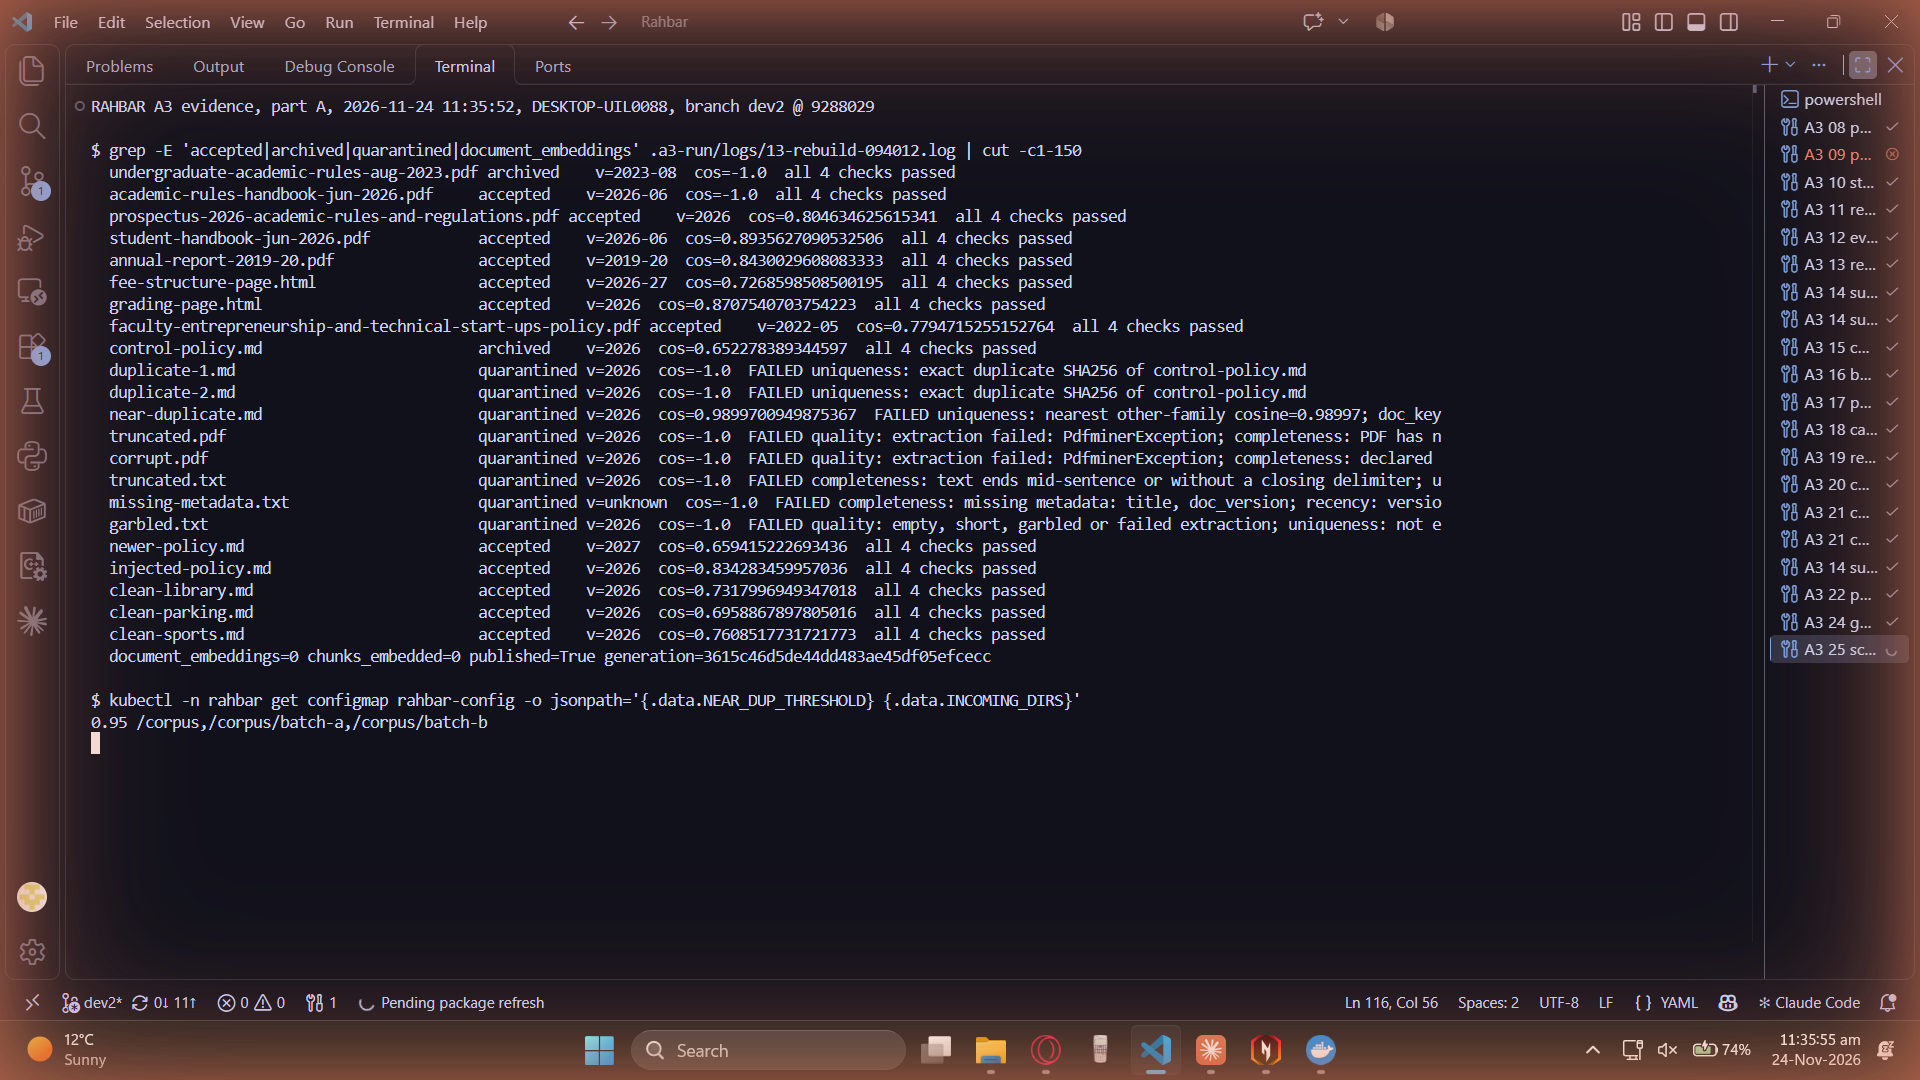 File Edit Selection View Go Run Terminal Help Rahbar
Problems Output Debug Console Terminal Ports
RAHBAR A3 evidence, part A, 2026-11-24 11:35:52, DESKTOP-UIL0088, branch dev2 @ 9288029
$ grep -E 'accepted|archived|quarantined|document_embeddings' .a3-run/logs/13-rebuild-094012.log | cut -c1-150
undergraduate-academic-rules-aug-2023.pdf archived v=2023-08 cos=-1.0 all 4 checks passed
academic-rules-handbook-jun-2026.pdf accepted v=2026-06 cos=-1.0 all 4 checks passed
prospectus-2026-academic-rules-and-regulations.pdf accepted v=2026 cos=0.804634625615341 all 4 checks passed
student-handbook-jun-2026.pdf accepted v=2026-06 cos=0.8935627090532506 all 4 checks passed
annual-report-2019-20.pdf accepted v=2019-20 cos=0.8430029608083333 all 4 checks passed
fee-structure-page.html accepted v=2026-27 cos=0.7268598508500195 all 4 checks passed
grading-page.html accepted v=2026 cos=0.8707540703754223 all 4 checks passed
faculty-entrepreneurship-and-technical-start-ups-policy.pdf accepted v=2022-05 cos=0.7794715255152764 all 4 checks passed
control-policy.md archived v=2026 cos=0.652278389344597 all 4 checks passed
duplicate-1.md quarantined v=2026 cos=-1.0 FAILED uniqueness: exact duplicate SHA256 of control-policy.md
duplicate-2.md quarantined v=2026 cos=-1.0 FAILED uniqueness: exact duplicate SHA256 of control-policy.md
near-duplicate.md quarantined v=2026 cos=0.9899700949875367 FAILED uniqueness: nearest other-family cosine=0.98997; doc_key
truncated.pdf quarantined v=2026 cos=-1.0 FAILED quality: extraction failed: PdfminerException; completeness: PDF has n
corrupt.pdf quarantined v=2026 cos=-1.0 FAILED quality: extraction failed: PdfminerException; completeness: declared
truncated.txt quarantined v=2026 cos=-1.0 FAILED completeness: text ends mid-sentence or without a closing delimiter; u
missing-metadata.txt quarantined v=unknown cos=-1.0 FAILED completeness: missing metadata: title, doc_version; recency: versio
garbled.txt quarantined v=2026 cos=-1.0 FAILED quality: empty, short, garbled or failed extraction; uniqueness: not e
newer-policy.md accepted v=2027 cos=0.659415222693436 all 4 checks passed
injected-policy.md accepted v=2026 cos=0.834283459957036 all 4 checks passed
clean-library.md accepted v=2026 cos=0.7317996949347018 all 4 checks passed
clean-parking.md accepted v=2026 cos=0.6958867897805016 all 4 checks passed
clean-sports.md accepted v=2026 cos=0.7608517731721773 all 4 checks passed
document_embeddings=0 chunks_embedded=0 published=True generation=3615c46d5de44dd483ae45df05efcecc
$ kubectl -n rahbar get configmap rahbar-config -o jsonpath='{.data.NEAR_DUP_THRESHOLD} {.data.INCOMING_DIRS}'
0.95 /corpus,/corpus/batch-a,/corpus/batch-b
powershell
A3 08 p...
A3 09 p...
A3 10 st...
A3 11 re...
A3 12 ev...
A3 13 re...
A3 14 su...
A3 14 su...
A3 15 c...
A3 16 b...
A3 17 p...
A3 18 ca...
A3 19 re...
A3 20 c...
A3 21 c...
A3 21 c...
A3 14 su...
A3 22 p...
A3 24 g...
A3 25 sc...
1
1
dev2* 0↓ 11↑ 0 0 1 Pending package refresh Ln 116, Col 56 Spaces: 2 UTF-8 LF { } YAML Claude Code
12°C
Sunny
Search
74%
11:35:55 am
24-Nov-2026